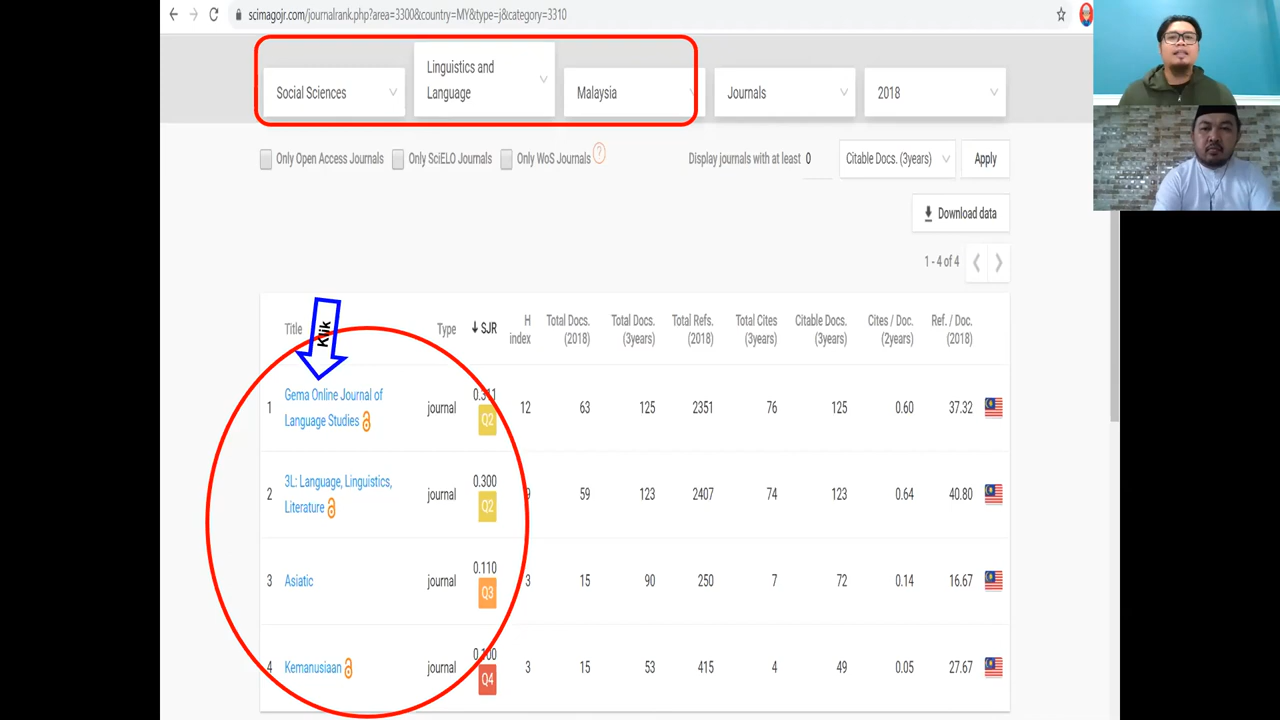 scimagojr.com/journalrank.php?area=3300&country=MY&type=j&category=3310
Social Sciences
Linguistics and
Language
Malaysia
Journals
2018
Only Open Access Journals
Only SciELO Journals
Only WoS Journals
?
Display journals with at least 0
Citable Docs. (3years)
Apply
Download data
1 - 4 of 4
Klik
Title Type SJR H index Total Docs. (2018) Total Docs. (3years) Total Refs. (2018) Total Cites (3years) Citable Docs. (3years) Cites / Doc. (2years) Ref. / Doc. (2018)
1 Gema Online Journal of
Language Studies journal 0.311 Q2 12 63 125 2351 76 125 0.60 37.32
2 3L: Language, Linguistics,
Literature journal 0.300 Q2 9 59 123 2407 74 123 0.64 40.80
3 Asiatic journal 0.110 Q3 3 15 90 250 7 72 0.14 16.67
4 Kemanusiaan journal 0.100 Q4 3 15 53 415 4 49 0.05 27.67